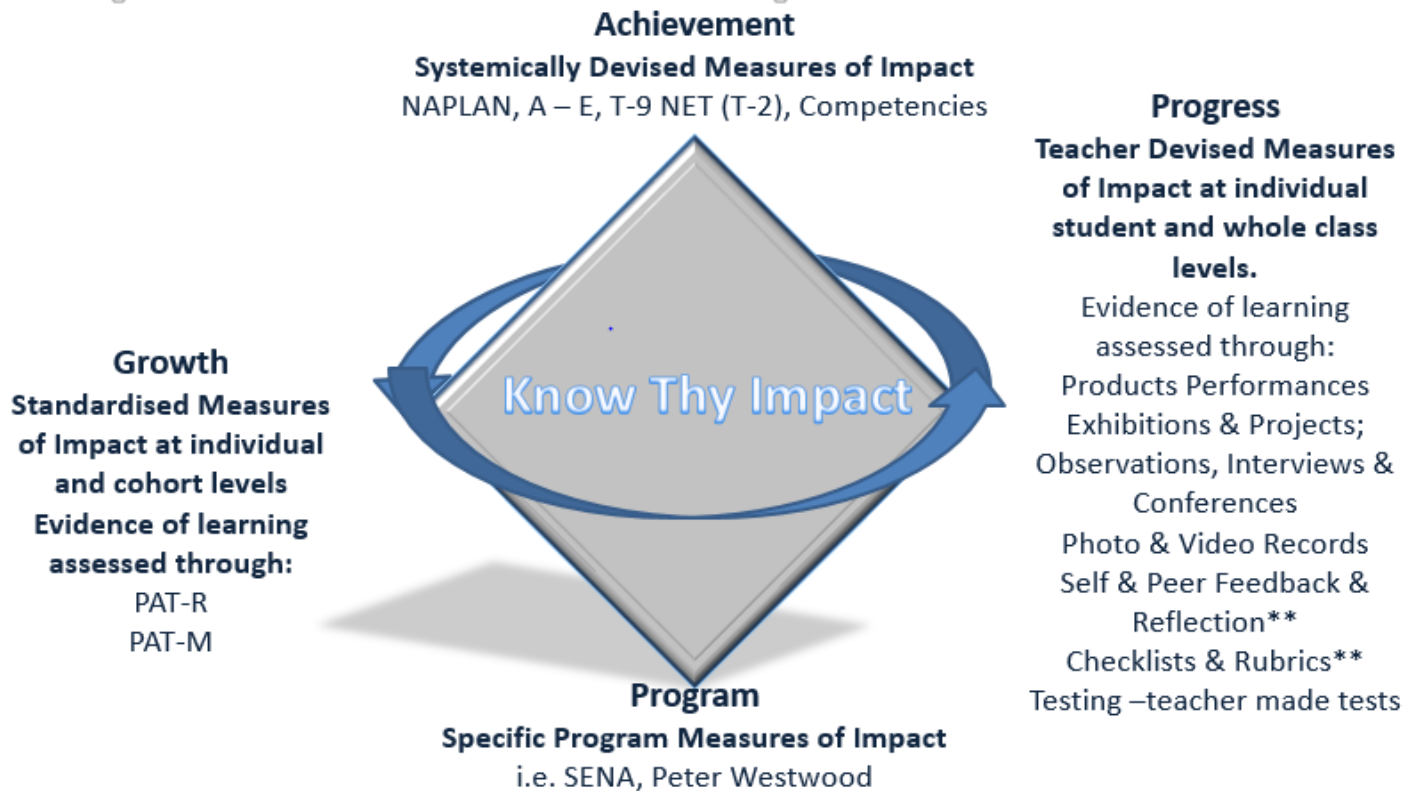 Achievement
Systemically Devised Measures of Impact
NAPLAN, A – E, T-9 NET (T-2), Competencies
Progress
Teacher Devised Measures
of Impact at individual
student and whole class
levels.
Evidence of learning
assessed through:
Products Performances
Exhibitions & Projects;
Observations, Interviews &
Conferences
Photo & Video Records
Self & Peer Feedback &
Reflection**
Checklists & Rubrics**
Testing –teacher made tests
Growth
Standardised Measures
of Impact at individual
and cohort levels
Evidence of learning
assessed through:
PAT-R
PAT-M
Know Thy Impact
Program
Specific Program Measures of Impact
i.e. SENA, Peter Westwood